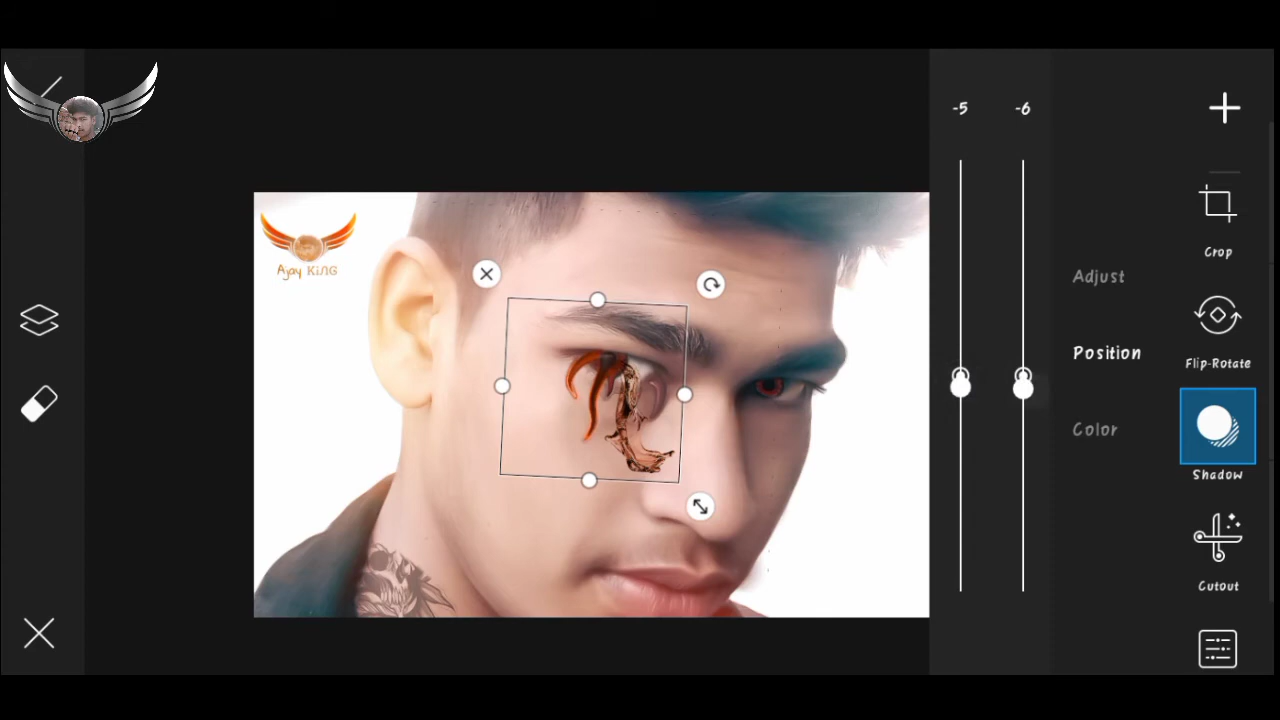 -5
-6
Crop
Adjust
Ajay KiNG
Flip-Rotate
Position
Color
Shadow
Cutout